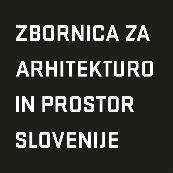 ZBORNICA ZA
ARHITEKTURO
IN PROSTOR
SLOVENIJE